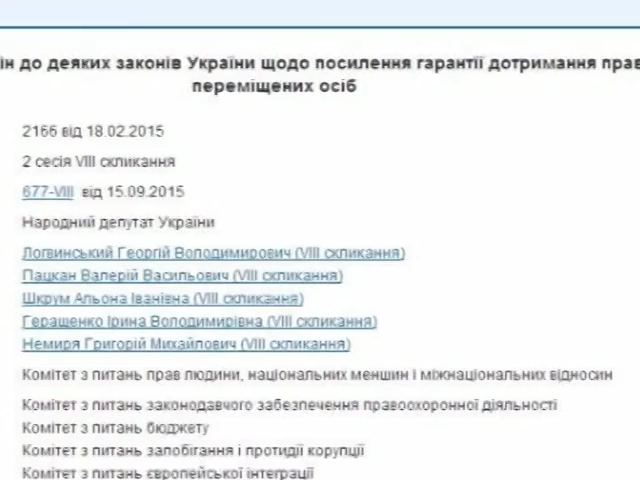 ін до деяких законів України щодо посилення гарантії дотримання прав
переміщених осіб
2166 від 18.02.2015
2 сесія VIII скликання
677-VIII від 15.09.2015
Народний депутат України
Логвинський Георгій Володимирович (VIII скликання)
Пацкан Валерій Васильович (VIII скликання)
Шкрум Альона Іванівна (VIII скликання)
Геращенко Ірина Володимирівна (VIII скликання)
Немиря Григорій Михайлович (VIII скликання)
Комітет з питань прав людини, національних меншин і міжнаціональних відносин
Комітет з питань законодавчого забезпечення правоохоронної діяльності
Комітет з питань бюджету
Комітет з питань запобігання і протидії корупції
Комітет з питань європейської інтеграції